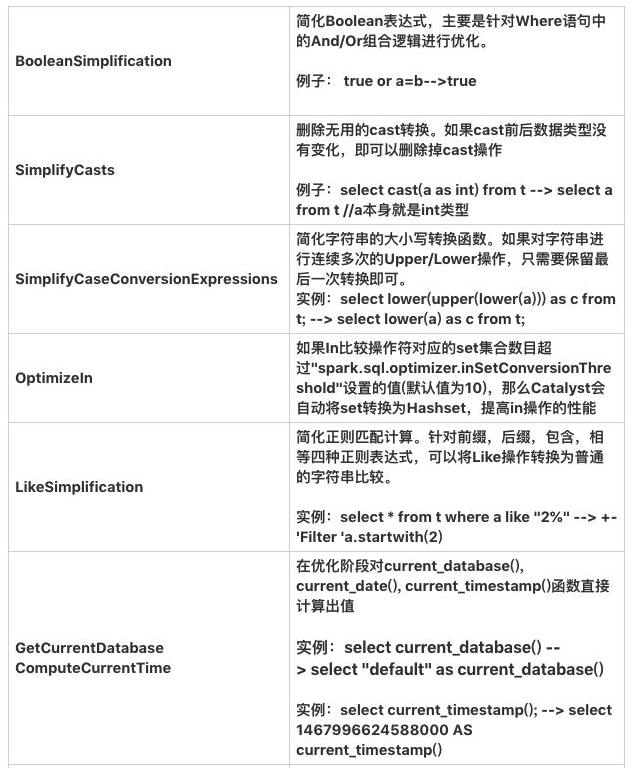 BooleanSimplification
简化Boolean表达式，主要是针对Where语句中
的And/Or组合逻辑进行优化。
例子： true or a=b-->true
SimplifyCasts
删除无用的cast转换。如果cast前后数据类型没
有变化，即可以删除掉cast操作
例子：select cast(a as int) from t --> select a
from t //a本身就是int类型
SimplifyCaseConversionExpressions
简化字符串的大小写转换函数。如果对字符串进
行连续多次的Upper/Lower操作，只需要保留最
后一次转换即可。
实例：select lower(upper(lower(a))) as c from
t; --> select lower(a) as c from t;
OptimizeIn
如果In比较操作符对应的set集合数目超
过"spark.sql.optimizer.inSetConversionThre
shold"设置的值(默认值为10)，那么Catalyst会
自动将set转换为Hashset，提高in操作的性能
LikeSimplification
简化正则匹配计算。针对前缀，后缀，包含，相
等四种正则表达式，可以将Like操作转换为普通
的字符串比较。
实例：select * from t where a like "2%" --> +-
'Filter 'a.startwith(2)
GetCurrentDatabase
ComputeCurrentTime
在优化阶段对current_database(),
current_date(), current_timestamp()函数直接
计算出值
实例：select current_database() --
> select "default" as current_database()
实例：select current_timestamp(); --> select
1467996624588000 AS
current_timestamp()